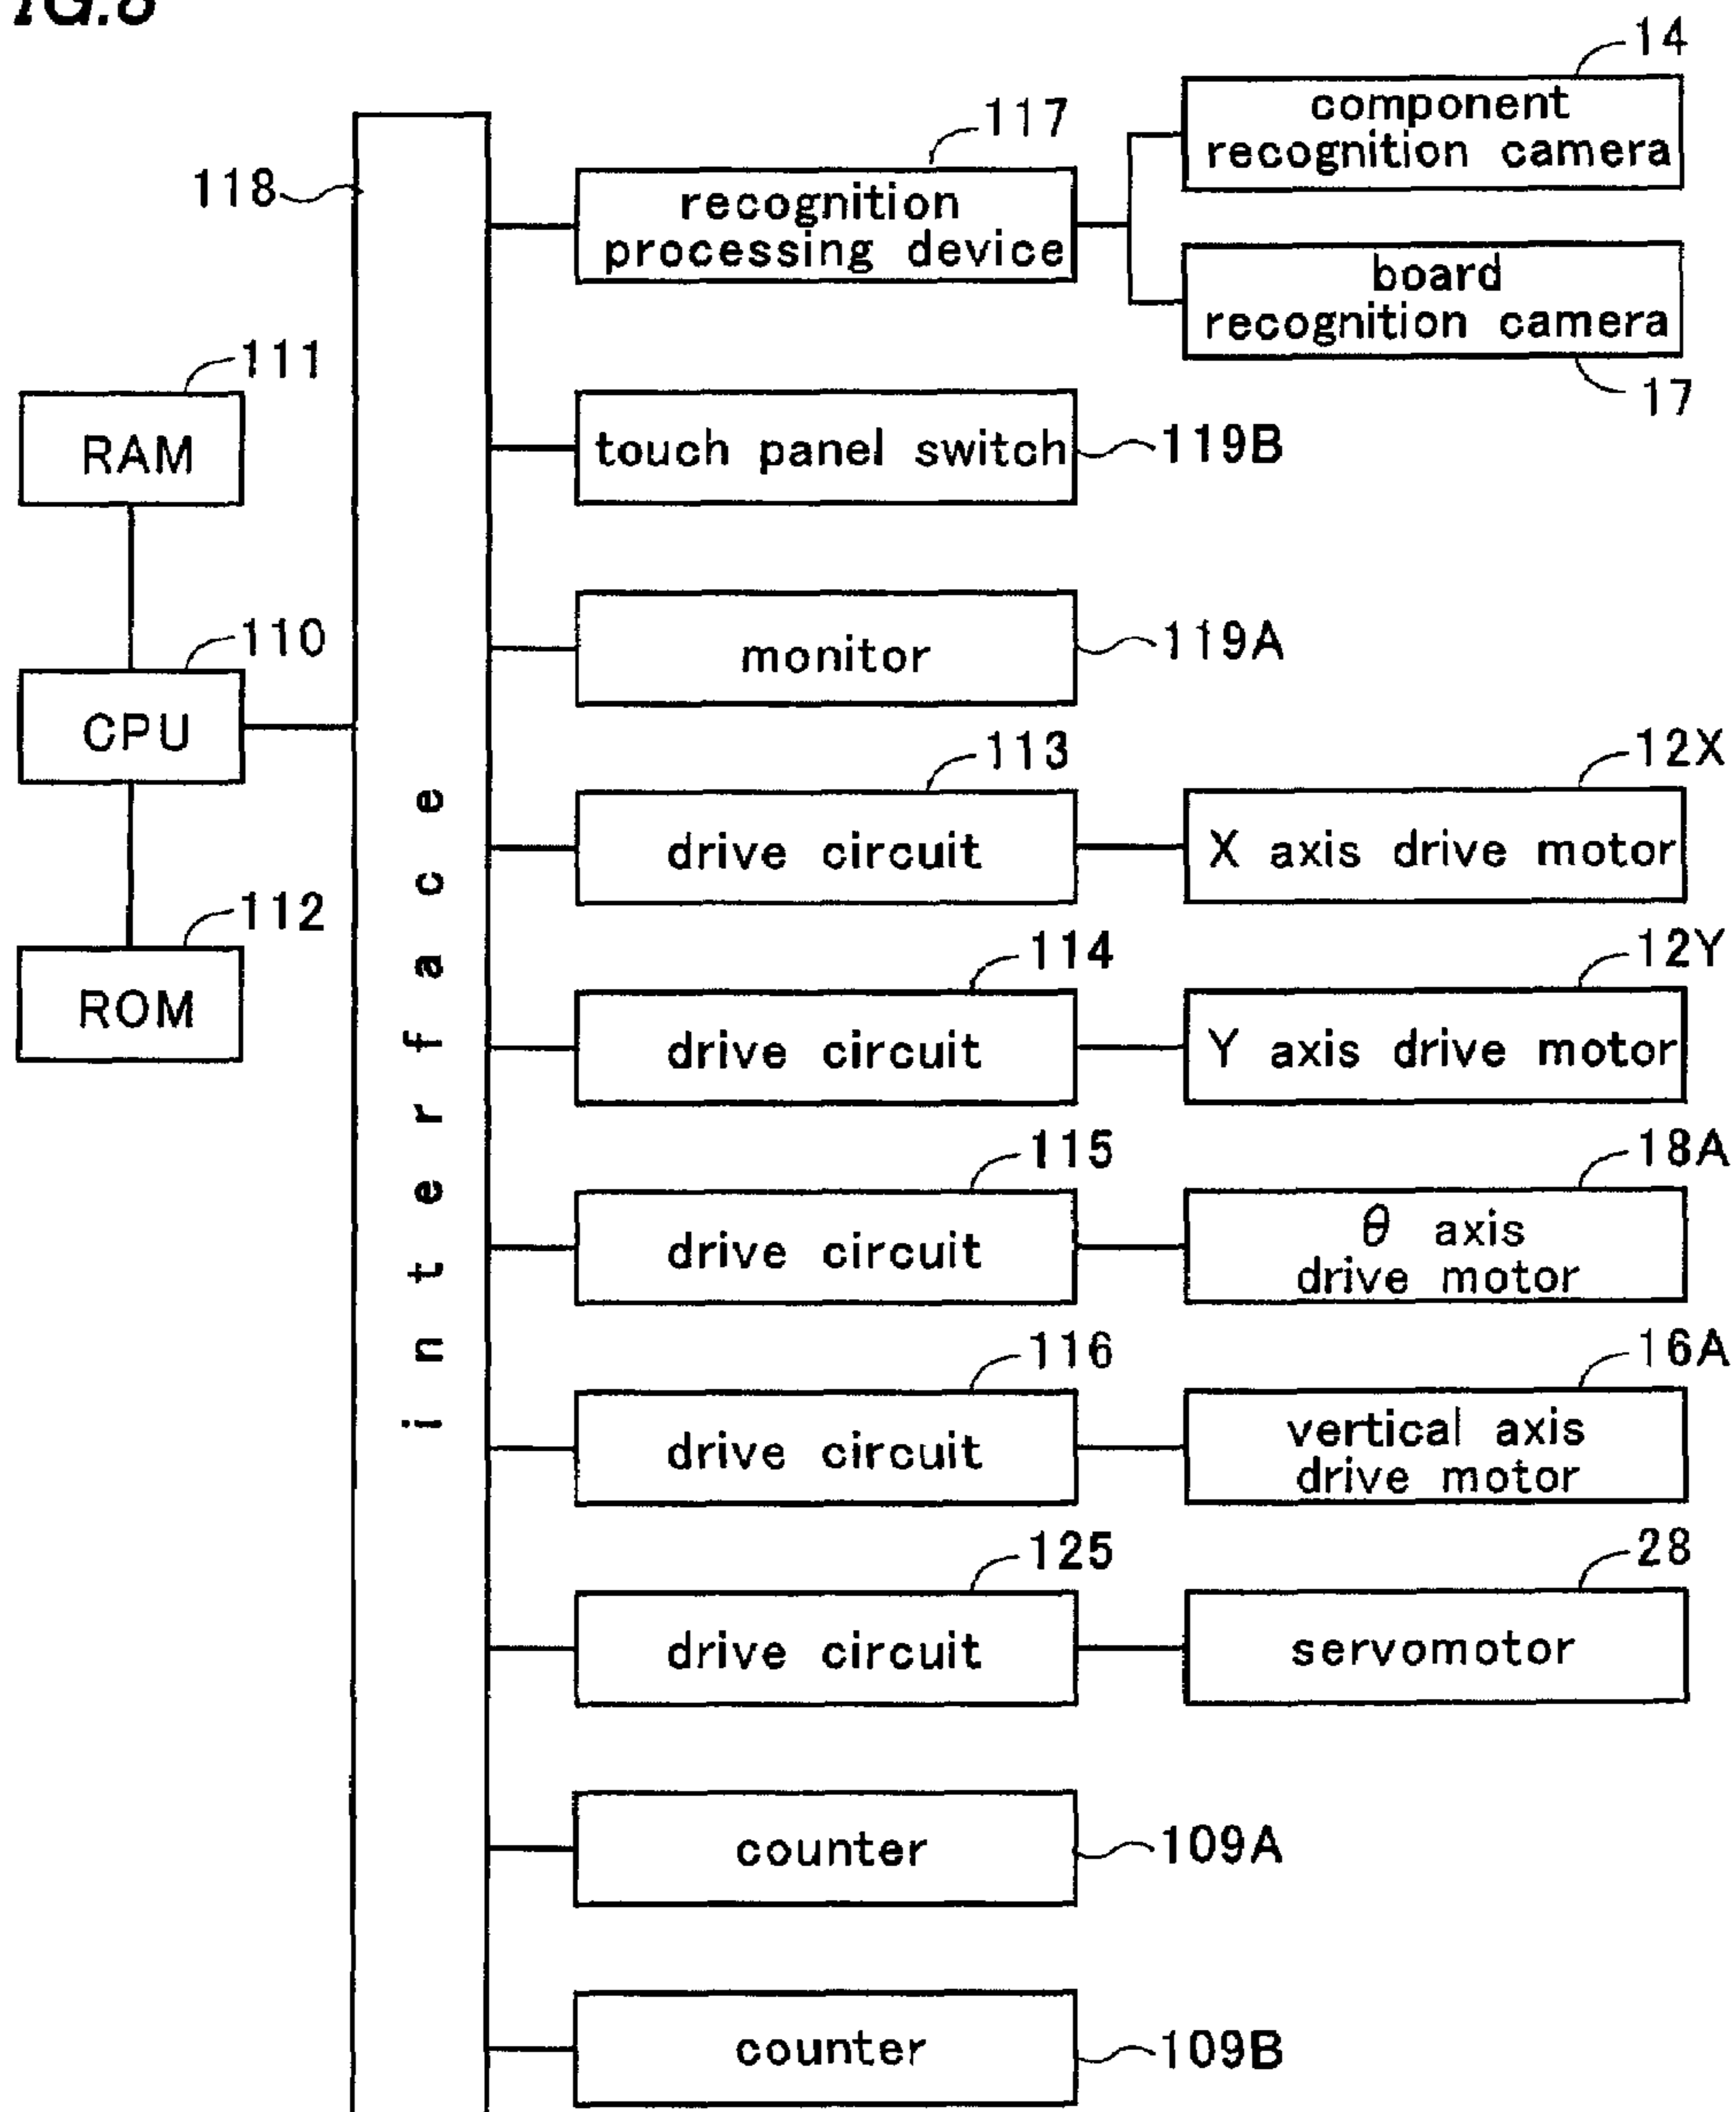 14
component
recognition camera
117
118
recognition
processing device
board
recognition camera
17
111
RAM
touch panel switch
119B
110
CPU
monitor
119A
113
12X
drive circuit
X axis drive motor
112
ROM
114
12Y
drive circuit
Y axis drive motor
interface
115
18A
drive circuit
θ axis
drive motor
116
16A
drive circuit
vertical axis
drive motor
125
28
drive circuit
servomotor
counter
109A
counter
109B